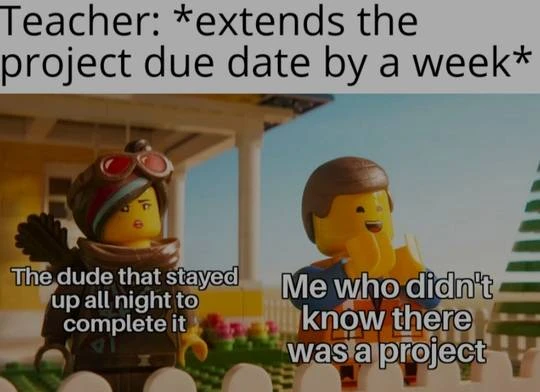 Teacher: *extends the
project due date by a week*
The dude that stayed
up all night to
complete it
Me who didn't
know there
was a project